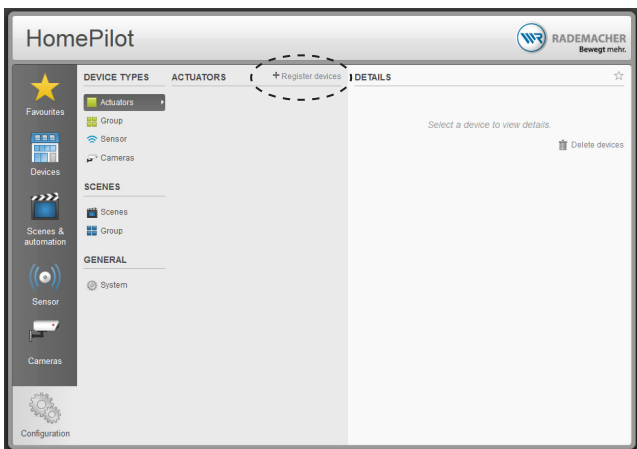 HomePilot
WR RADEMACHER
Bewegt mehr.
Favourites
Devices
Scenes &
automation
Sensor
Cameras
Configuration
DEVICE TYPES
Actuators
Group
Sensor
Cameras
SCENES
Scenes
Group
GENERAL
System
ACTUATORS
+ Register devices
DETAILS
Select a device to view details.
Delete devices